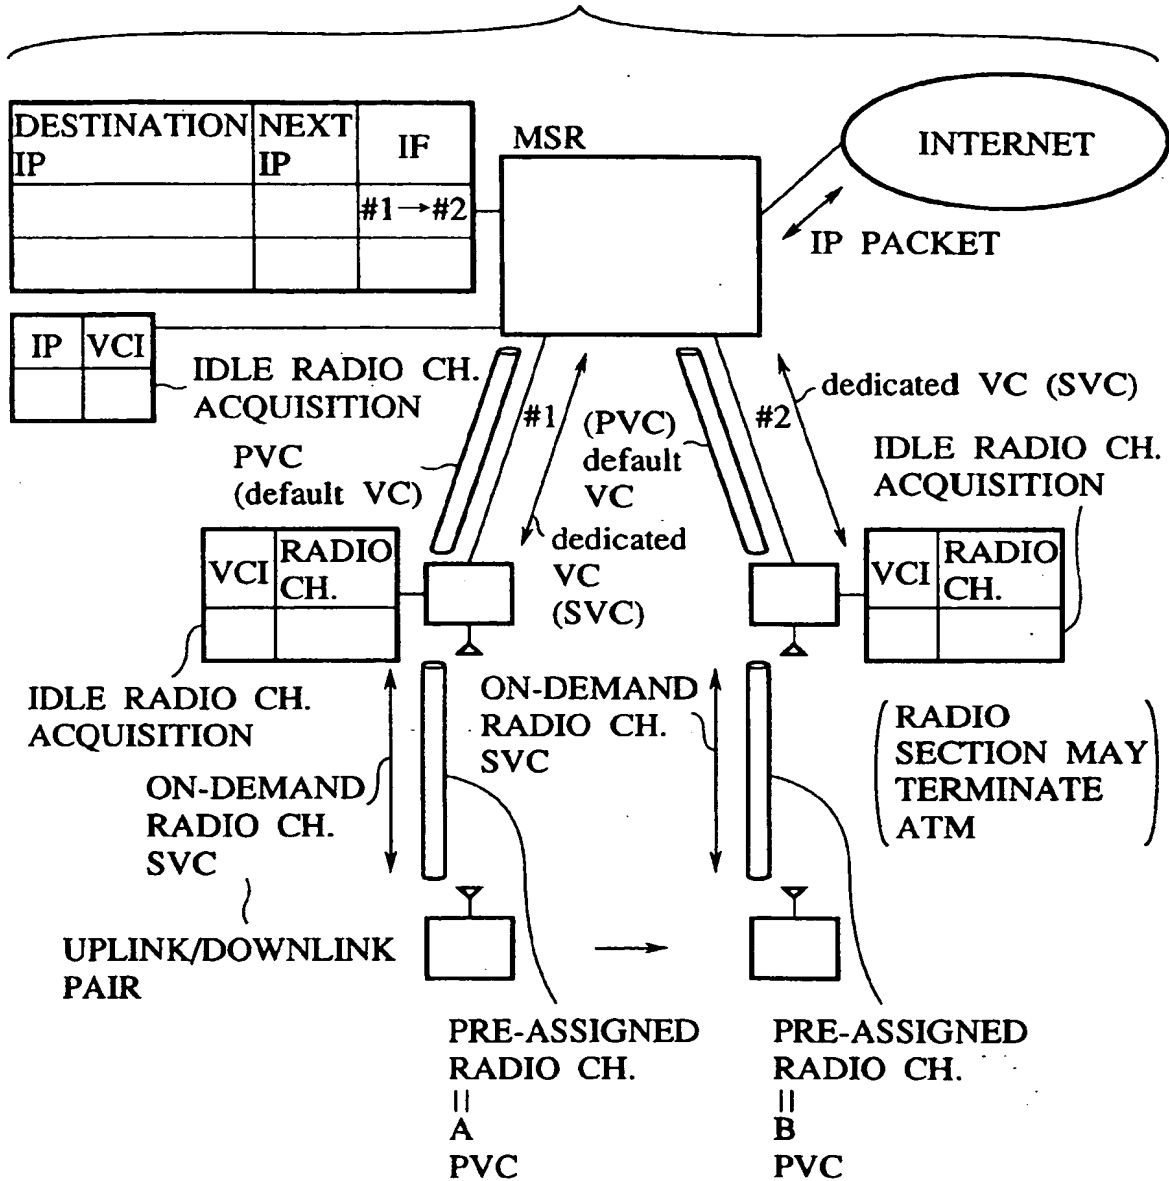 DESTINATION IP
NEXT IP
IF
#1→#2
MSR
INTERNET
IP PACKET
IP
VCI
IDLE RADIO CH.
ACQUISITION
PVC
(default VC)
#1
dedicated
VC
(SVC)
(PVC)
default
VC
#2
dedicated VC (SVC)
IDLE RADIO CH.
ACQUISITION
VCI
RADIO
CH.
VCI
RADIO
CH.
IDLE RADIO CH.
ACQUISITION
ON-DEMAND
RADIO CH.
SVC
UPLINK/DOWNLINK
PAIR
ON-DEMAND
RADIO CH.
SVC
(RADIO
SECTION MAY
TERMINATE
ATM)
PRE-ASSIGNED
RADIO CH.
=
A
PVC
PRE-ASSIGNED
RADIO CH.
=
B
PVC